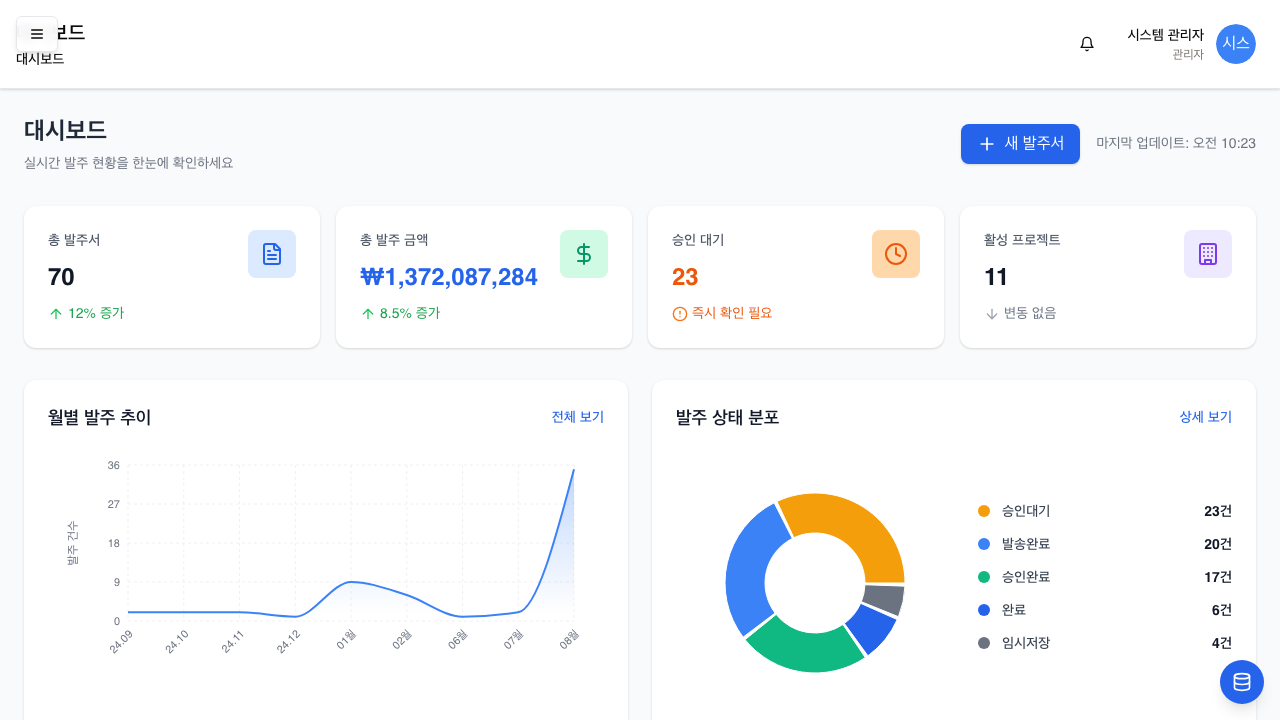 보드
대시보드
시스템 관리자
관리자
시스
대시보드
실시간 발주 현황을 한눈에 확인하세요
새 발주서
마지막 업데이트: 오전 10:23
총 발주서
70
12% 증가
총 발주 금액
₩1,372,087,284
8.5% 증가
승인 대기
23
즉시 확인 필요
활성 프로젝트
11
변동 없음
월별 발주 추이
전체 보기
발주 건수
36
27
18
9
0
24.09
24.10
24.11
24.12
01월
02월
06월
07월
08월
발주 상태 분포
상세 보기
승인대기 23건
발송완료 20건
승인완료 17건
완료 6건
임시저장 4건